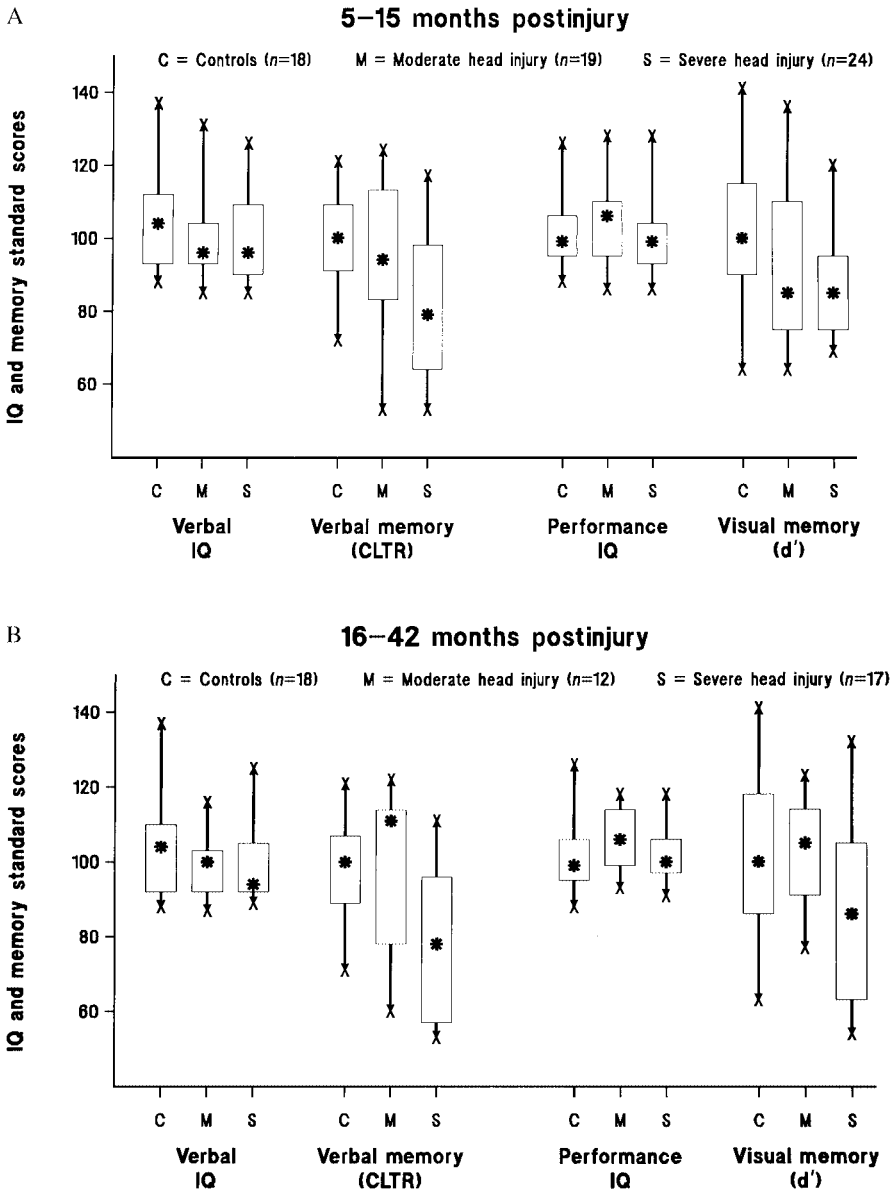 A
5–15 months postinjury
C = Controls (n=18) M = Moderate head injury (n=19) S = Severe head injury (n=24)
IQ and memory standard scores
140
120
100
80
60
C M S C M S C M S C M S
Verbal IQ
Verbal memory (CLTR)
Performance IQ
Visual memory (d′)
B
16–42 months postinjury
C = Controls (n=18) M = Moderate head injury (n=12) S = Severe head injury (n=17)
IQ and memory standard scores
140
120
100
80
60
C M S C M S C M S C M S
Verbal IQ
Verbal memory (CLTR)
Performance IQ
Visual memory (d′)